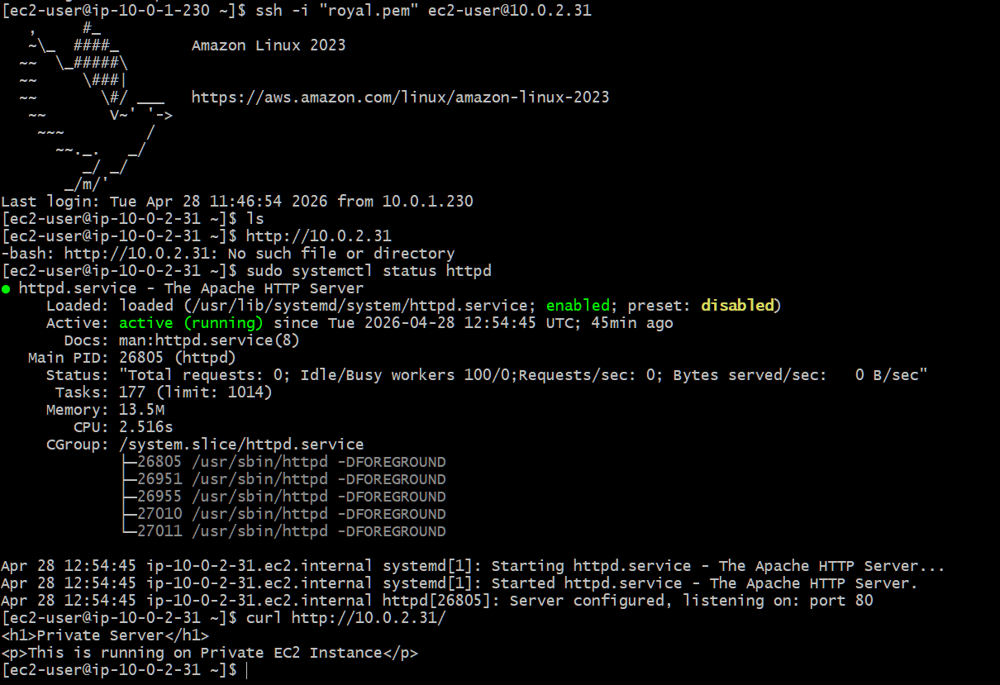 [ec2-user@ip-10-0-1-230 ~]$ ssh -i "royal.pem" ec2-user@10.0.2.31
   ,     #_
   ~\_  ####_        Amazon Linux 2023
  ~~  \_#####\
  ~~     \###|
  ~~       \#/ ___   https://aws.amazon.com/linux/amazon-linux-2023
   ~~       V~' '->
    ~~~         /
      ~~._.   _/
         _/ _/
       _/m/'
Last login: Tue Apr 28 11:46:54 2026 from 10.0.1.230
[ec2-user@ip-10-0-2-31 ~]$ ls
[ec2-user@ip-10-0-2-31 ~]$ http://10.0.2.31
-bash: http://10.0.2.31: No such file or directory
[ec2-user@ip-10-0-2-31 ~]$ sudo systemctl status httpd
● httpd.service - The Apache HTTP Server
     Loaded: loaded (/usr/lib/systemd/system/httpd.service; enabled; preset: disabled)
     Active: active (running) since Tue 2026-04-28 12:54:45 UTC; 45min ago
       Docs: man:httpd.service(8)
   Main PID: 26805 (httpd)
     Status: "Total requests: 0; Idle/Busy workers 100/0;Requests/sec: 0; Bytes served/sec:   0 B/sec"
      Tasks: 177 (limit: 1014)
     Memory: 13.5M
        CPU: 2.516s
     CGroup: /system.slice/httpd.service
             ├─26805 /usr/sbin/httpd -DFOREGROUND
             ├─26951 /usr/sbin/httpd -DFOREGROUND
             ├─26955 /usr/sbin/httpd -DFOREGROUND
             ├─27010 /usr/sbin/httpd -DFOREGROUND
             └─27011 /usr/sbin/httpd -DFOREGROUND

Apr 28 12:54:45 ip-10-0-2-31.ec2.internal systemd[1]: Starting httpd.service - The Apache HTTP Server...
Apr 28 12:54:45 ip-10-0-2-31.ec2.internal systemd[1]: Started httpd.service - The Apache HTTP Server.
Apr 28 12:54:45 ip-10-0-2-31.ec2.internal httpd[26805]: Server configured, listening on: port 80
[ec2-user@ip-10-0-2-31 ~]$ curl http://10.0.2.31/
<h1>Private Server</h1>
<p>This is running on Private EC2 Instance</p>
[ec2-user@ip-10-0-2-31 ~]$